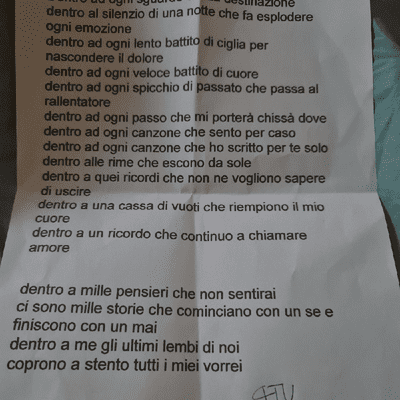 dentro ad ogni sguardo destinazione
dentro al silenzio di una notte che fa esplodere
ogni emozione
dentro ad ogni lento battito di ciglia per
nascondere il dolore
dentro ad ogni veloce battito di cuore
dentro ad ogni spicchio di passato che passa al
rallentatore
dentro ad ogni passo che mi porterà chissà dove
dentro ad ogni canzone che sento per caso
dentro ad ogni canzone che ho scritto per te solo
dentro alle rime che escono da sole
dentro a quei ricordi che non ne vogliono sapere
di uscire
dentro a una cassa di vuoti che riempiono il mio
cuore
dentro a un ricordo che continuo a chiamare
amore
dentro a mille pensieri che non sentirai
ci sono mille storie che cominciano con un se e
finiscono con un mai
dentro a me gli ultimi lembi di noi
coprono a stento tutti i miei vorrei